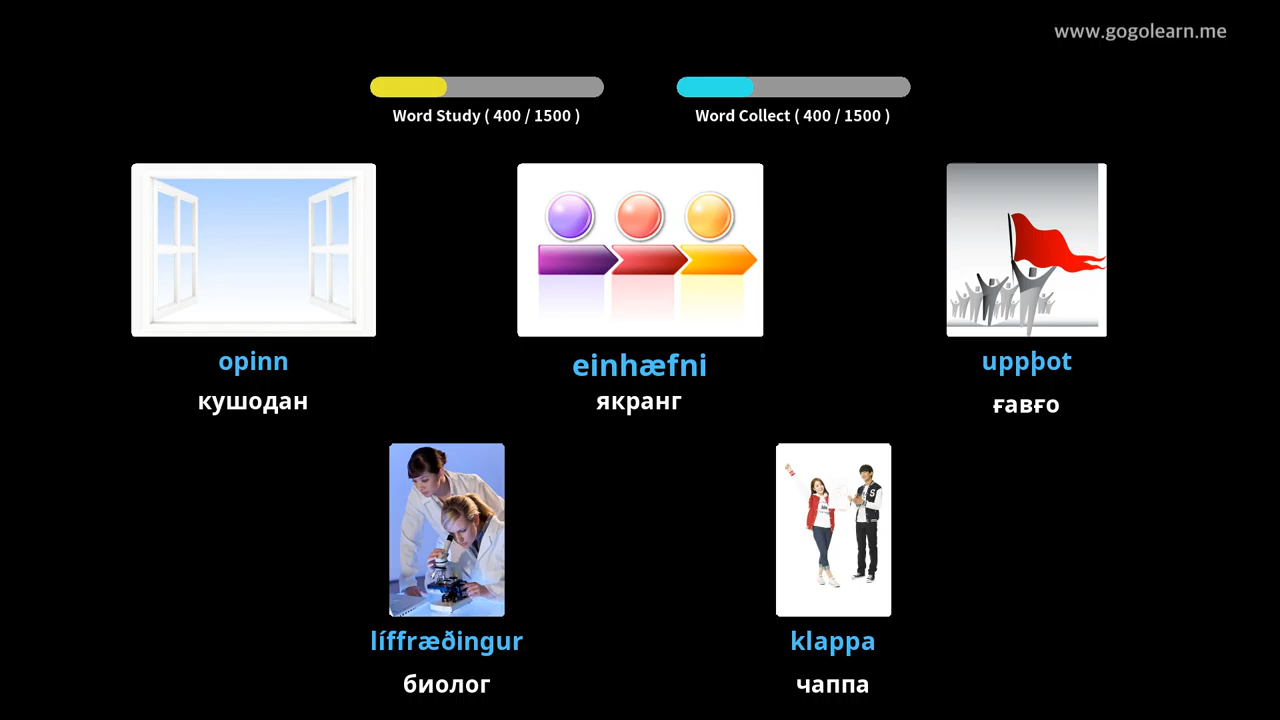 www.gogolearn.me
Word Study ( 400 / 1500 )
Word Collect ( 400 / 1500 )
opinn
einhæfni
uppþot
кушодан
якранг
ғавғо
líffræðingur
klappa
биолог
чаппа